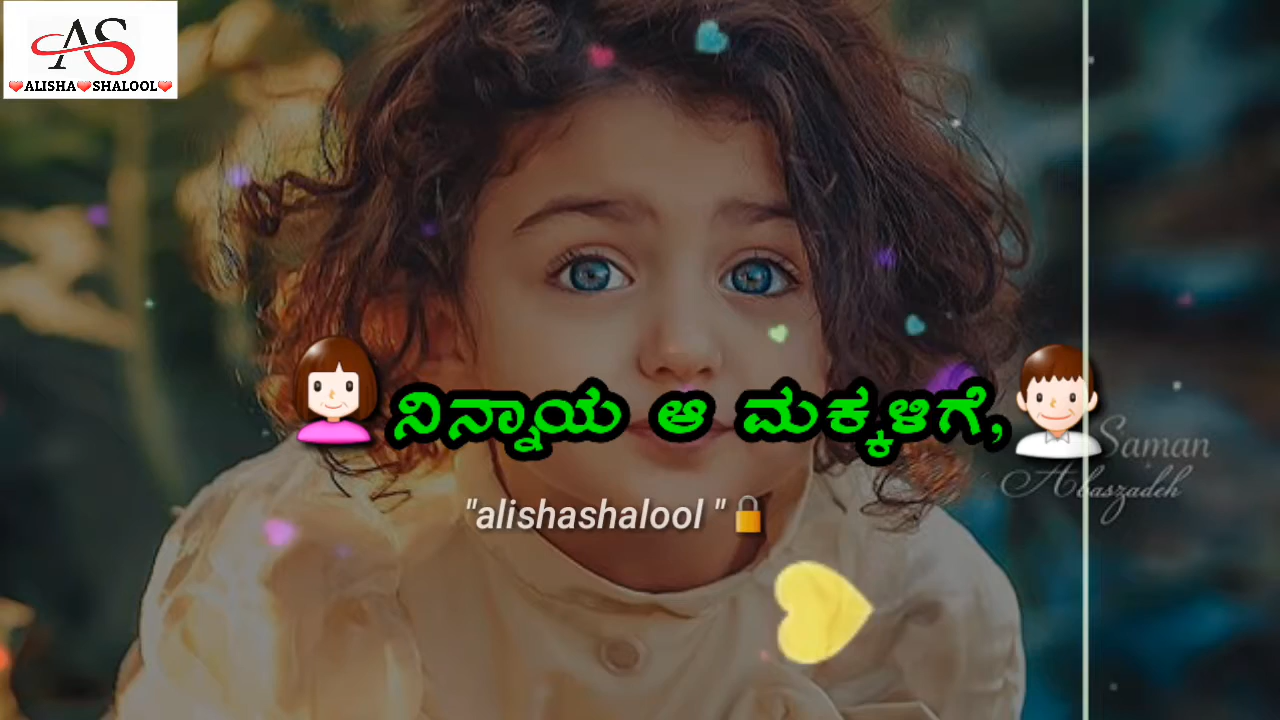 AS
❤️ALISHA❤️SHALOOL❤️
ನಿನ್ನಾಯ ಆ ಮಕ್ಕಳಿಗೆ,
Saman
Abaszadeh
"alishashalool "🔒